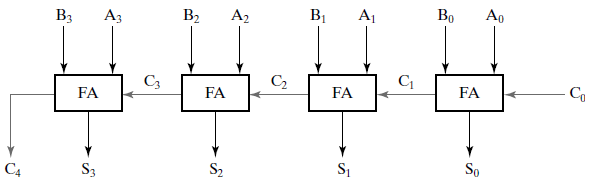 B₃ A₃ B₂ A₂ B₁ A₁ B₀ A₀
C₃ C₂ C₁
FA FA FA FA C₀
C₄ S₃ S₂ S₁ S₀